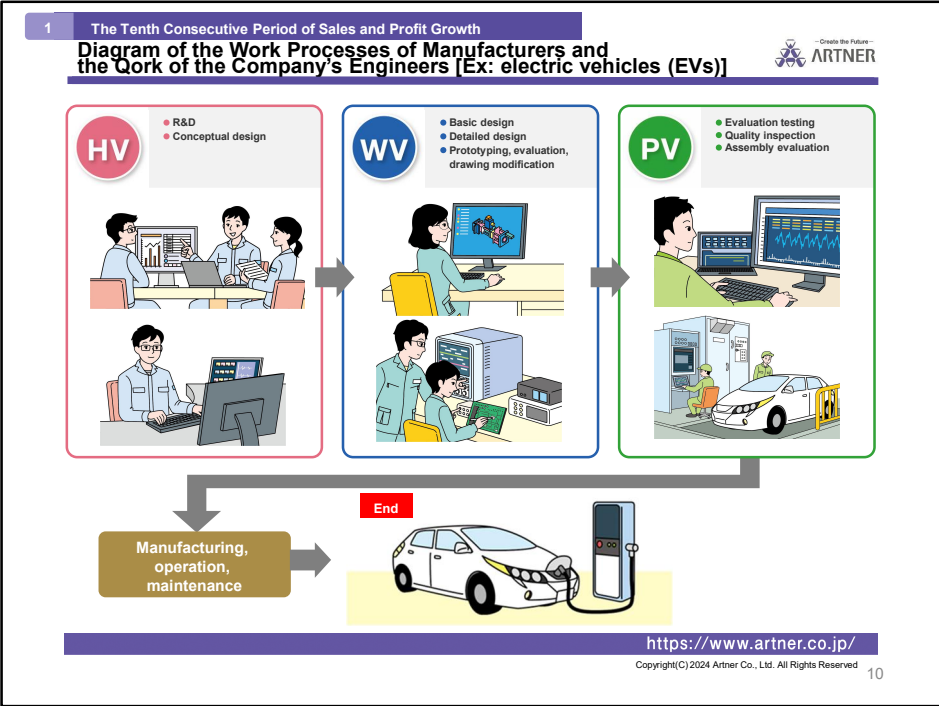 1
The Tenth Consecutive Period of Sales and Profit Growth
Diagram of the Work Processes of Manufacturers and
the Qork of the Company’s Engineers [Ex: electric vehicles (EVs)]
—Create the Future—
ARTNER
HV
● R&D
● Conceptual design
WV
● Basic design
● Detailed design
● Prototyping, evaluation,
drawing modification
PV
● Evaluation testing
● Quality inspection
● Assembly evaluation
End
Manufacturing,
operation,
maintenance
https://www.artner.co.jp/
Copyright(C) 2024 Artner Co., Ltd. All Rights Reserved
10